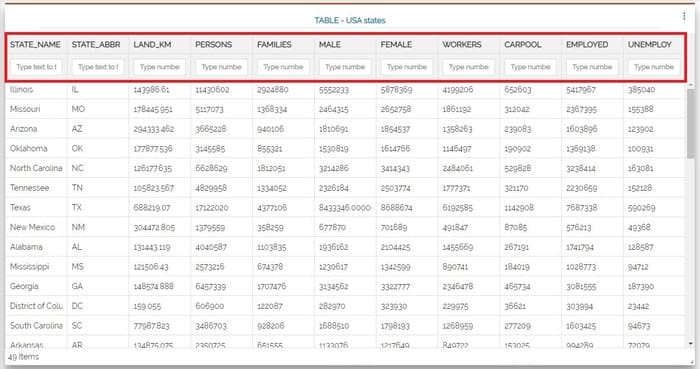 TABLE - USA states
STATE_NAME STATE_ABBR LAND_KM PERSONS FAMILIES MALE FEMALE WORKERS CARPOOL EMPLOYED UNEMPLOY
Type text to f Type text to f Type numbe Type numbe Type numbe Type numbe Type numbe Type numbe Type numbe Type numbe Type numbe
Illinois IL 143986.61 11430602 2924880 5552233 5878369 4199206 652603 5417967 385040
Missouri MO 178445.951 5117073 1368334 2464315 2652758 1861192 312042 2367395 155388
Arizona AZ 294333.462 3665228 940106 1810691 1854537 1358263 239083 1603896 123902
Oklahoma OK 177877.536 3145585 855321 1530819 1614766 1146497 190902 1369138 100931
North Carolina NC 126177.635 6628629 1812051 3214286 3414343 2484061 529828 3238414 163081
Tennessee TN 105823.567 4829958 1334052 2326184 2503774 1777371 321170 2230659 152128
Texas TX 688219.07 17122020 4377106 8433346.0000 8688674 6192585 1142908 7687338 590269
New Mexico NM 304472.805 1379559 358259 677870 701689 491847 87085 576213 49368
Alabama AL 131443.119 4040587 1103835 1936162 2104425 1455669 267191 1741794 128587
Mississippi MS 121506.43 2573216 674378 1230617 1342599 890741 184019 1028773 94712
Georgia GA 148574.888 6457339 1707476 3134562 3322777 2346478 465734 3081555 187390
District of Colu DC 159.055 606900 122087 282970 323930 229975 36621 303994 23442
South Carolina SC 77987.823 3486703 928206 1688510 1798193 1268959 277209 1603425 94673
Arkansas AR 134875.075 2350725 651555 1133076 1217649 849722 153025 994289 72079
49 Items